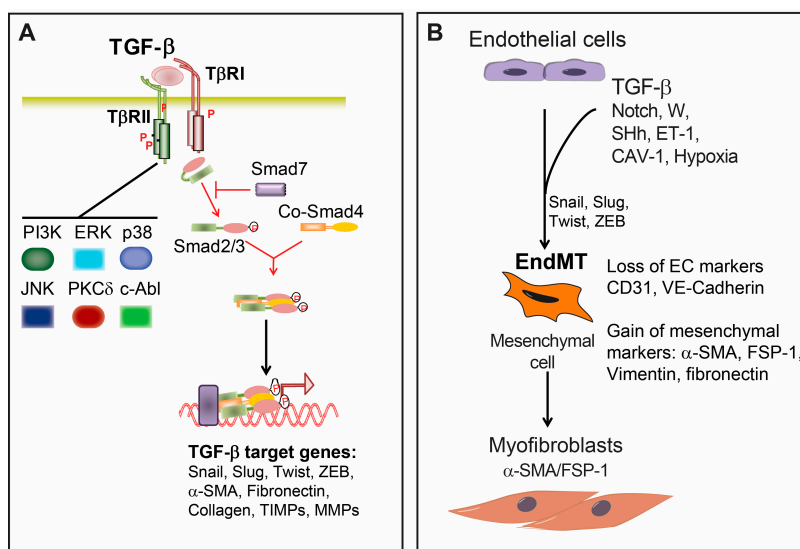 A
TGF-β
TβRI
TβRII
P
P
P
P
Smad7
Co-Smad4
PI3K ERK p38
P
Smad2/3
JNK PKCδ c-Abl
P
P
P
P
TGF-β target genes:
Snail, Slug, Twist, ZEB,
α-SMA, Fibronectin,
Collagen, TIMPs, MMPs
B
Endothelial cells
TGF-β
Notch, W,
SHh, ET-1,
CAV-1, Hypoxia
Snail, Slug,
Twist, ZEB
EndMT
Loss of EC markers
CD31, VE-Cadherin
Mesenchymal
cell
Gain of mesenchymal
markers: α-SMA, FSP-1,
Vimentin, fibronectin
Myofibroblasts
α-SMA/FSP-1